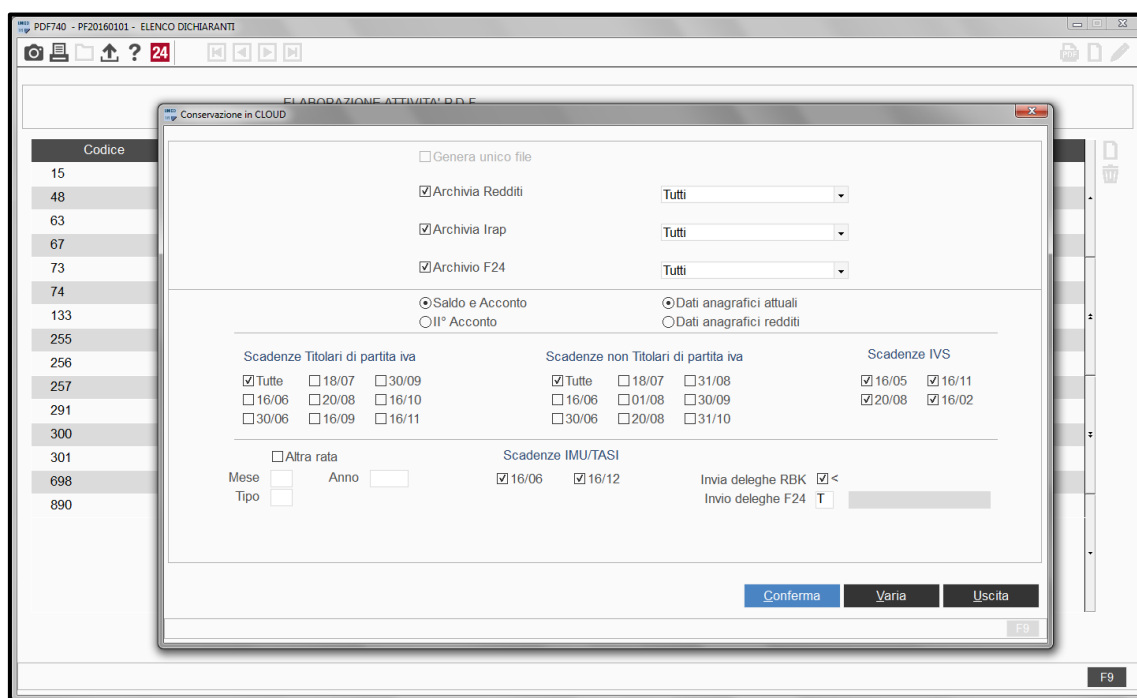 PDF740 - PF20160101 - ELENCO DICHIARANTI
? 24
ELABORAZIONE ATTIVITA' P.D.F.
Conservazione in CLOUD
Codice
15
48
63
67
73
74
133
255
256
257
291
300
301
698
890
Genera unico file
Archivia Redditi Tutti
Archivia Irap Tutti
Archivio F24 Tutti
Saldo e Acconto Dati anagrafici attuali
II° Acconto Dati anagrafici redditi
Scadenze Titolari di partita iva Scadenze non Titolari di partita iva Scadenze IVS
Tutte 18/07 30/09 Tutte 18/07 31/08 16/05 16/11
16/06 20/08 16/10 16/06 01/08 30/09 20/08 16/02
30/06 16/09 16/11 30/06 20/08 31/10
Altra rata Scadenze IMU/TASI
Mese Anno 16/06 16/12 Invia deleghe RBK <
Tipo Invio deleghe F24 T
Conferma Varia Uscita
F9
F9